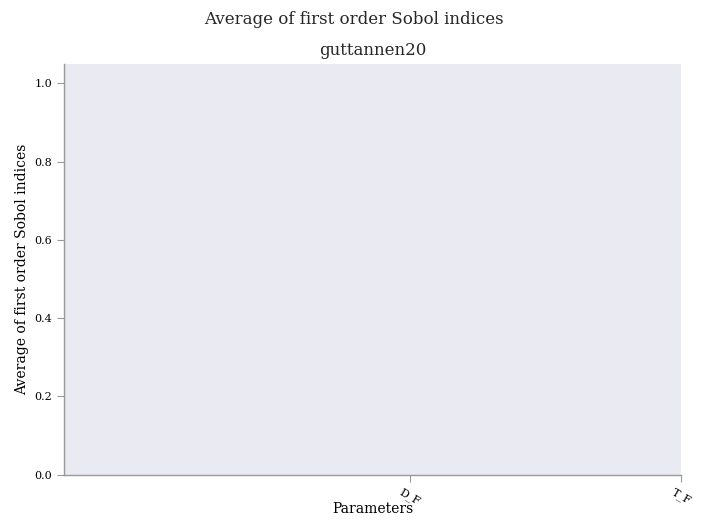 Average of first order Sobol indices
guttannen20
Average of first order Sobol indices
1.0
0.8
0.6
0.4
0.2
0.0
D_F
T_F
Parameters